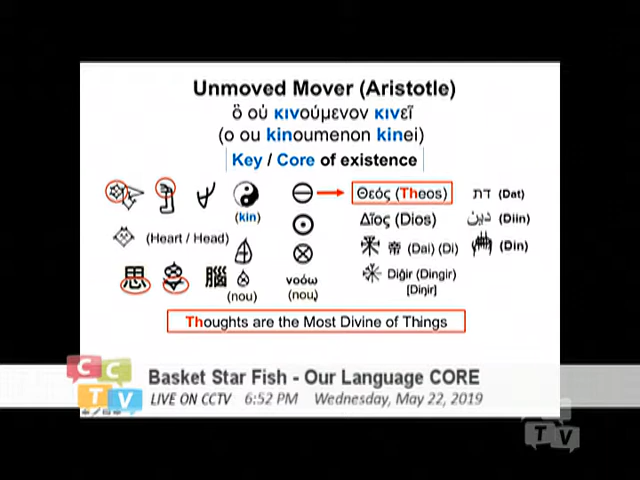 Unmoved Mover (Aristotle)
ὃ οὐ κινούμενον κινεῖ
(o ou kinoumenon kinei)
Key / Core of existence
(kin)
Θεός (Theos)
דת (Dat)
Δῖος (Dios)
دين (Diin)
(Heart / Head)
帝 (Dai) (Di)
(Din)
思
腦
(nou)
νοόω
(nou)
Diĝir (Dingir)
[Diŋir]
Thoughts are the Most Divine of Things
CCTV
Basket Star Fish - Our Language CORE
LIVE ON CCTV 6:52 PM Wednesday, May 22, 2019
TV